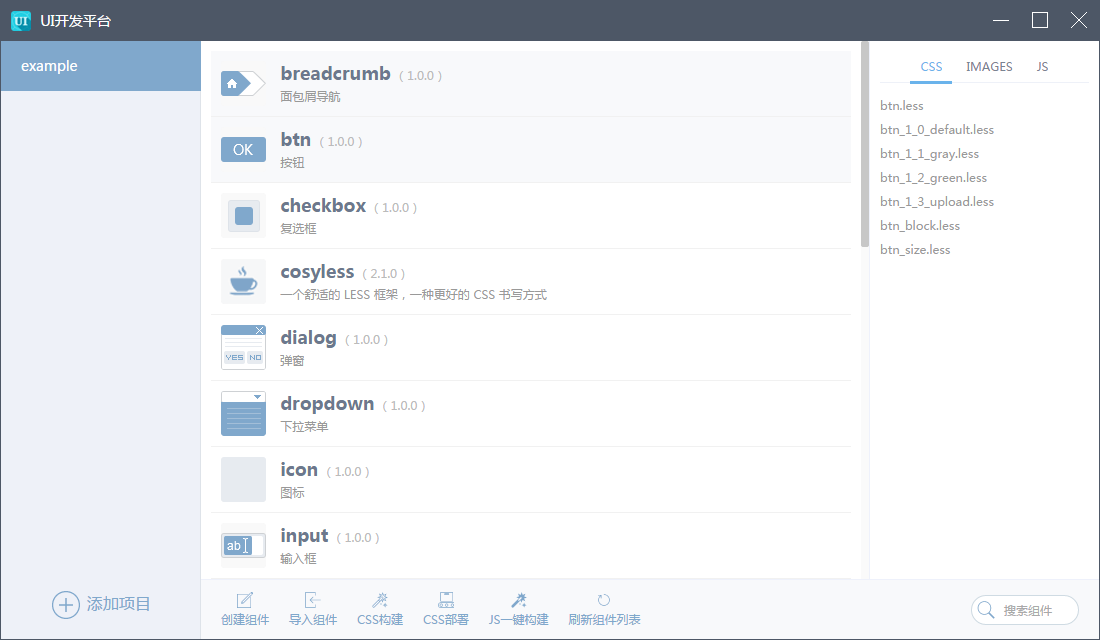 UI UI开发平台
example
breadcrumb ( 1.0.0 )
面包屑导航
OK
btn ( 1.0.0 )
按钮
checkbox ( 1.0.0 )
复选框
cosyless ( 2.1.0 )
一个舒适的 LESS 框架，一种更好的 CSS 书写方式
YES NO
dialog ( 1.0.0 )
弹窗
dropdown ( 1.0.0 )
下拉菜单
icon ( 1.0.0 )
图标
ab
input ( 1.0.0 )
输入框
CSS IMAGES JS
btn.less
btn_1_0_default.less
btn_1_1_gray.less
btn_1_2_green.less
btn_1_3_upload.less
btn_block.less
btn_size.less
添加项目
创建组件 导入组件 CSS构建 CSS部署 JS一键构建 刷新组件列表
搜索组件